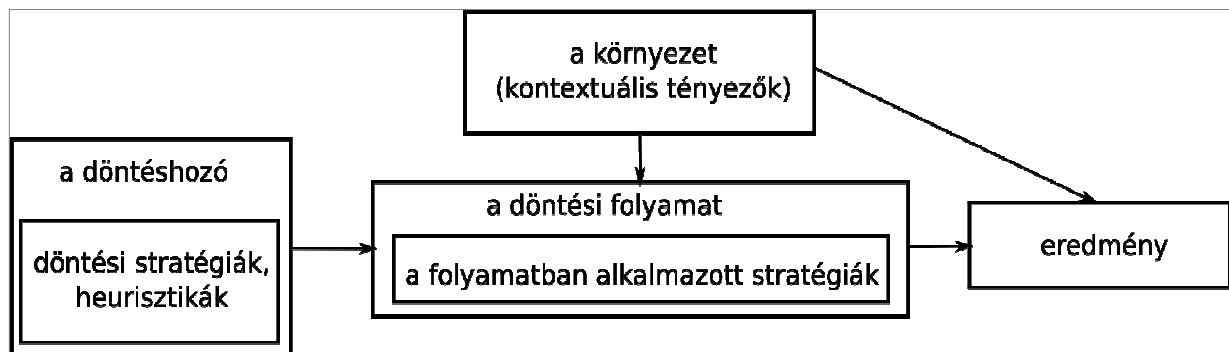 a környezet
(kontextuális tényezők)
a döntéshozó
döntési stratégiák,
heurisztikák
a döntési folyamat
a folyamatban alkalmazott stratégiák
eredmény